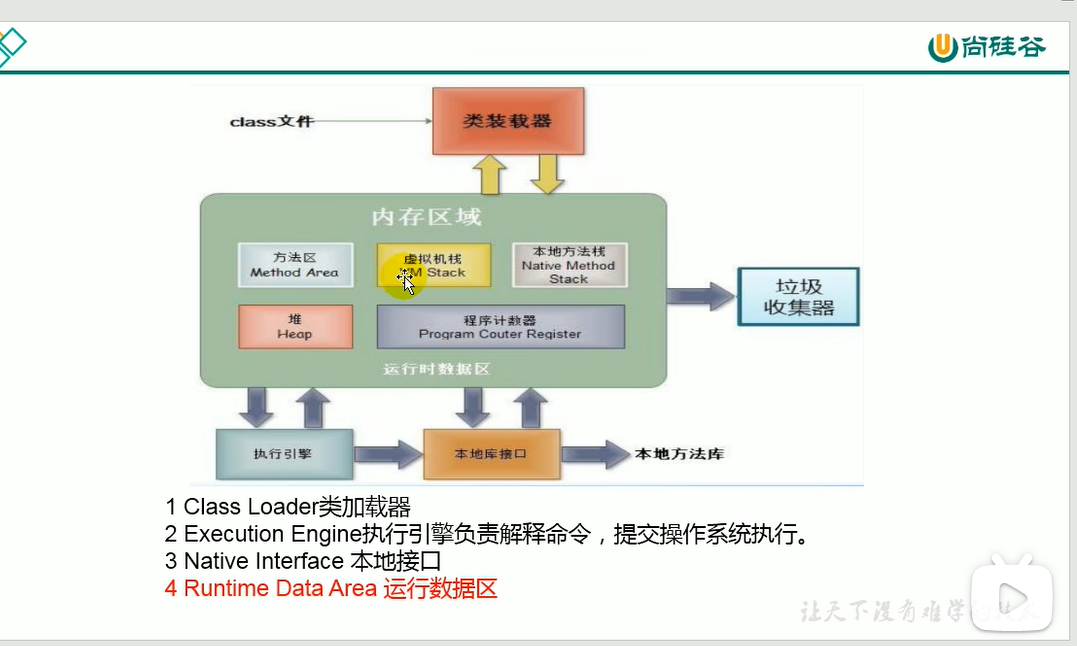 尚硅谷
class文件
类装载器
内存区域
方法区
Method Area
虚拟机栈
VM Stack
本地方法栈
Native Method
Stack
堆
Heap
程序计数器
Program Couter Register
运行时数据区
垃圾
收集器
执行引擎
本地库接口
本地方法库
1 Class Loader类加载器
2 Execution Engine执行引擎负责解释命令，提交操作系统执行。
3 Native Interface 本地接口
4 Runtime Data Area 运行数据区
让天下没有难学